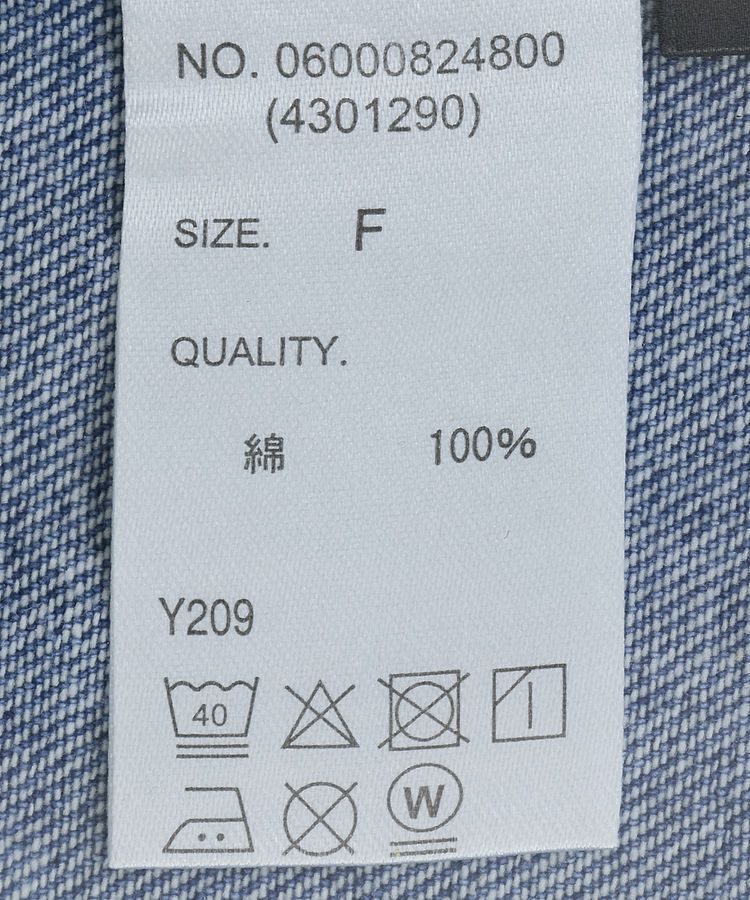 NO. 06000824800
(4301290)
SIZE. F
QUALITY.
綿 100%
Y209
40
W